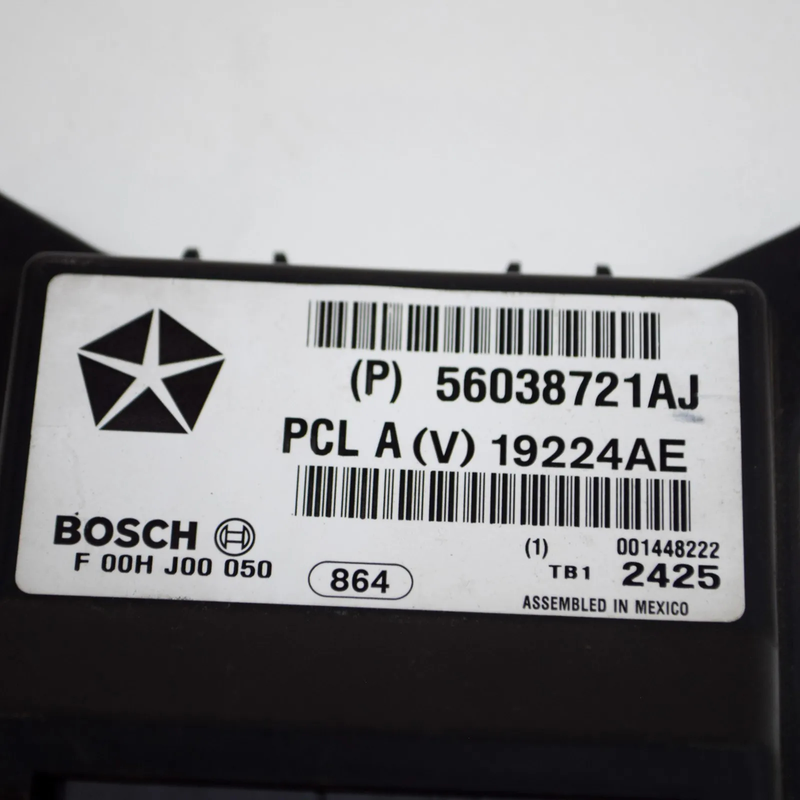 (P) 56038721AJ
PCL A (V) 19224AE
BOSCH
F 00H J00 050
864
(1) 001448222
TB1 2425
ASSEMBLED IN MEXICO